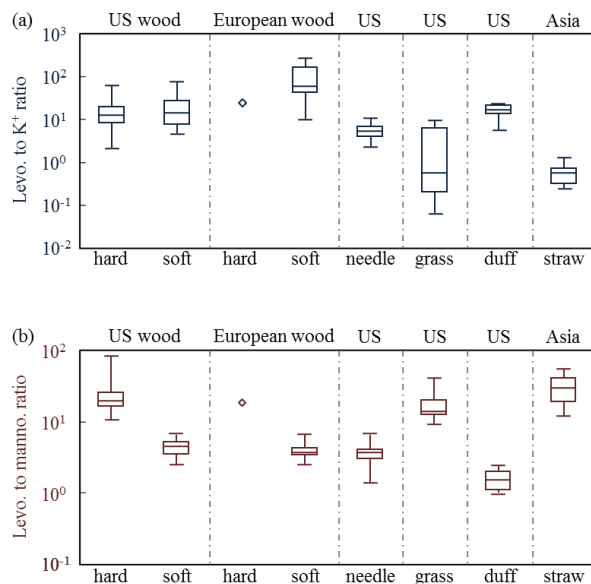 (a) US wood European wood US US US Asia
Levo. to K⁺ ratio
10³
10²
10¹
10⁰
10⁻¹
10⁻²
hard soft hard soft needle grass duff straw
(b) US wood European wood US US US Asia
Levo. to manno. ratio
10²
10¹
10⁰
10⁻¹
hard soft hard soft needle grass duff straw